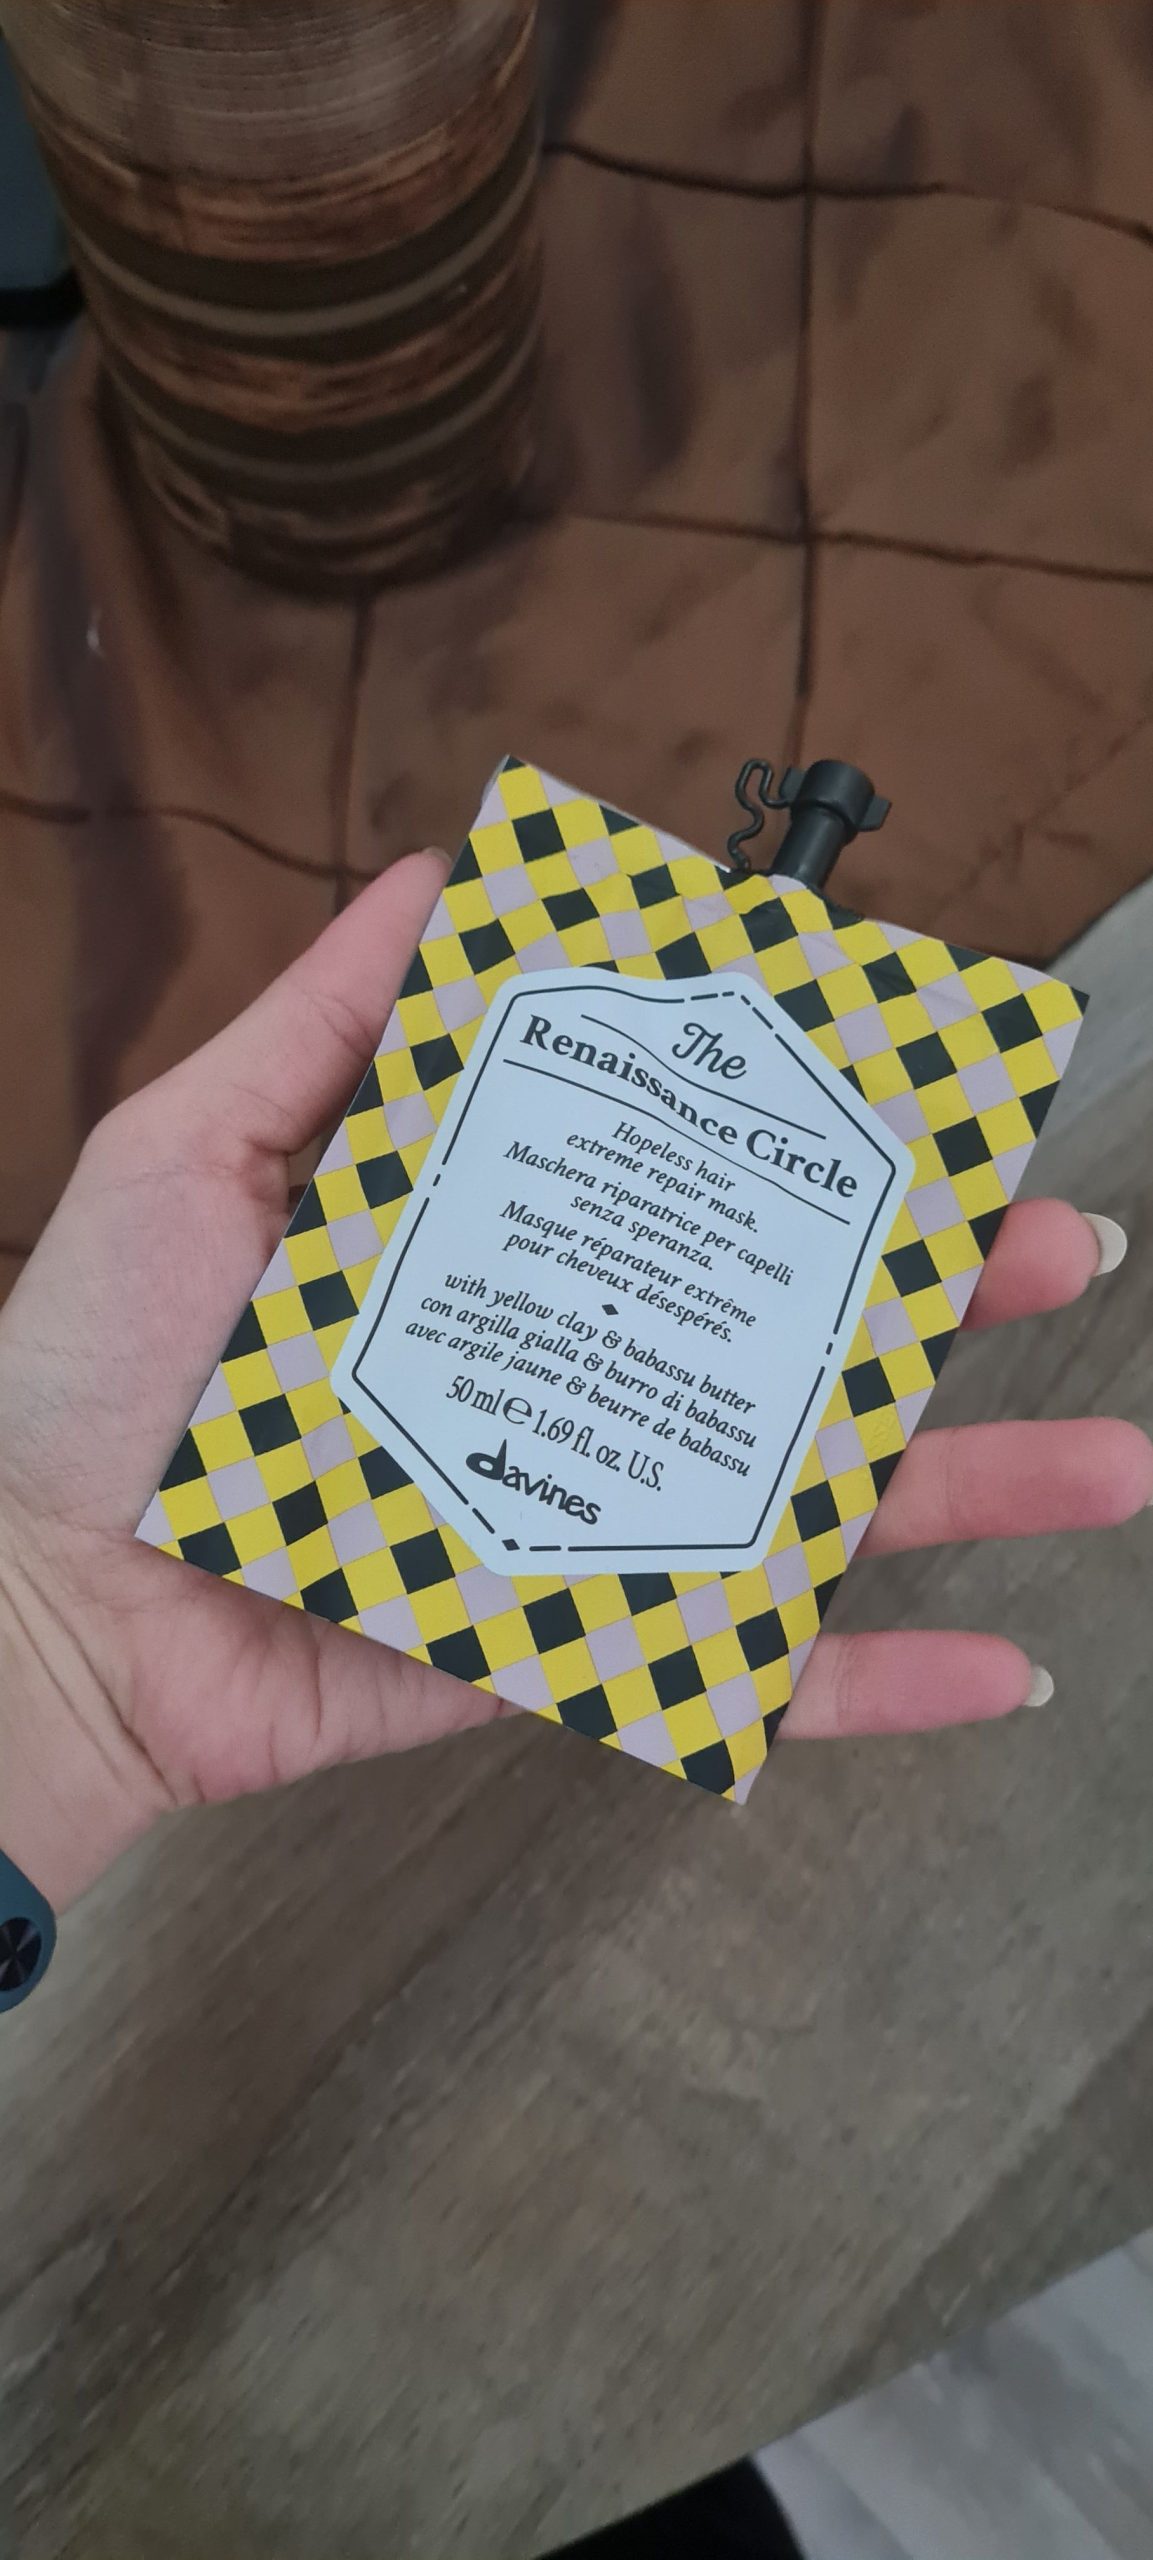 The
Renaissance Circle
Hopeless hair
extreme repair mask.
Maschera riparatrice per capelli
senza speranza.
Masque réparateur extrême
pour cheveux désespérés.
with yellow clay & babassu butter
con argilla gialla & burro di babassu
avec argile jaune & beurre de babassu
50 ml ℮ 1.69 fl. oz. U.S.
davines